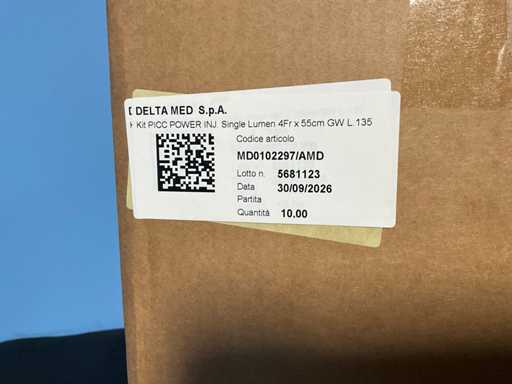 DELTA MED S.p.A.
Kit PICC POWER INJ. Single Lumen 4Fr x 55cm GW L.135
Codice articolo
MD0102297/AMD
Lotto n. 5681123
Data 30/09/2026
Partita
Quantità 10,00